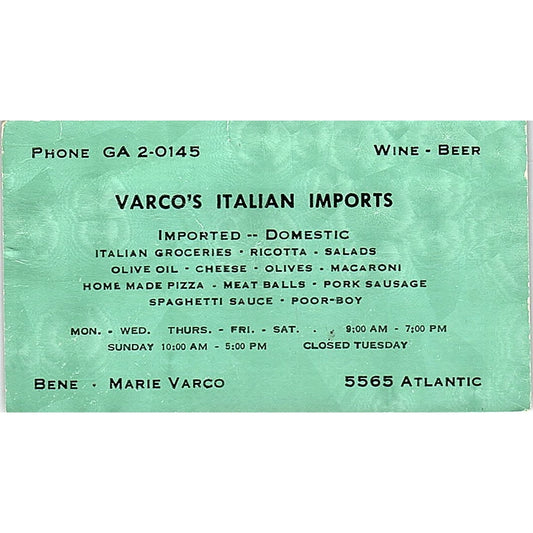 PHONE GA 2-0145 WINE - BEER
VARCO'S ITALIAN IMPORTS
IMPORTED -- DOMESTIC
ITALIAN GROCERIES - RICOTTA - SALADS
OLIVE OIL - CHEESE - OLIVES - MACARONI
HOME MADE PIZZA - MEAT BALLS - PORK SAUSAGE
SPAGHETTI SAUCE - POOR-BOY
MON. - WED. THURS. - FRI. - SAT. . . 9:00 AM - 7:00 PM
SUNDAY 10:00 AM - 5:00 PM CLOSED TUESDAY
BENE - MARIE VARCO 5565 ATLANTIC